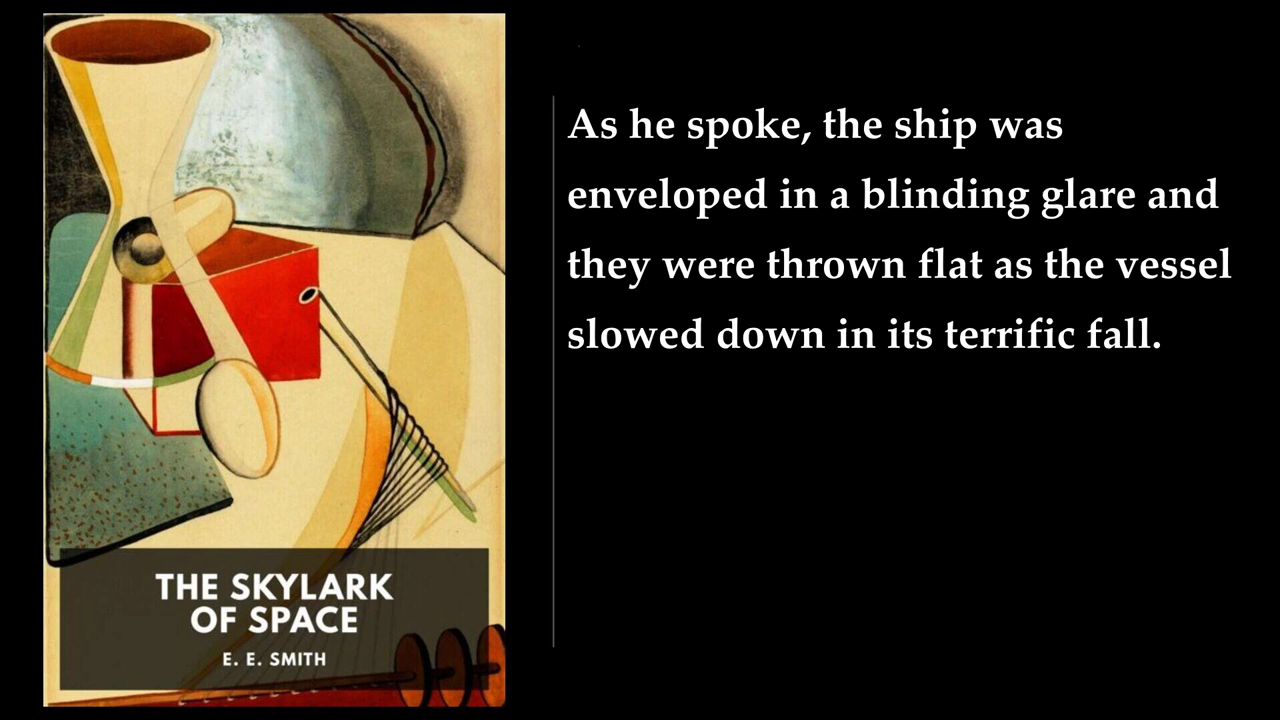 THE SKYLARK
OF SPACE
E. E. SMITH
As he spoke, the ship was
enveloped in a blinding glare and
they were thrown flat as the vessel
slowed down in its terrific fall.